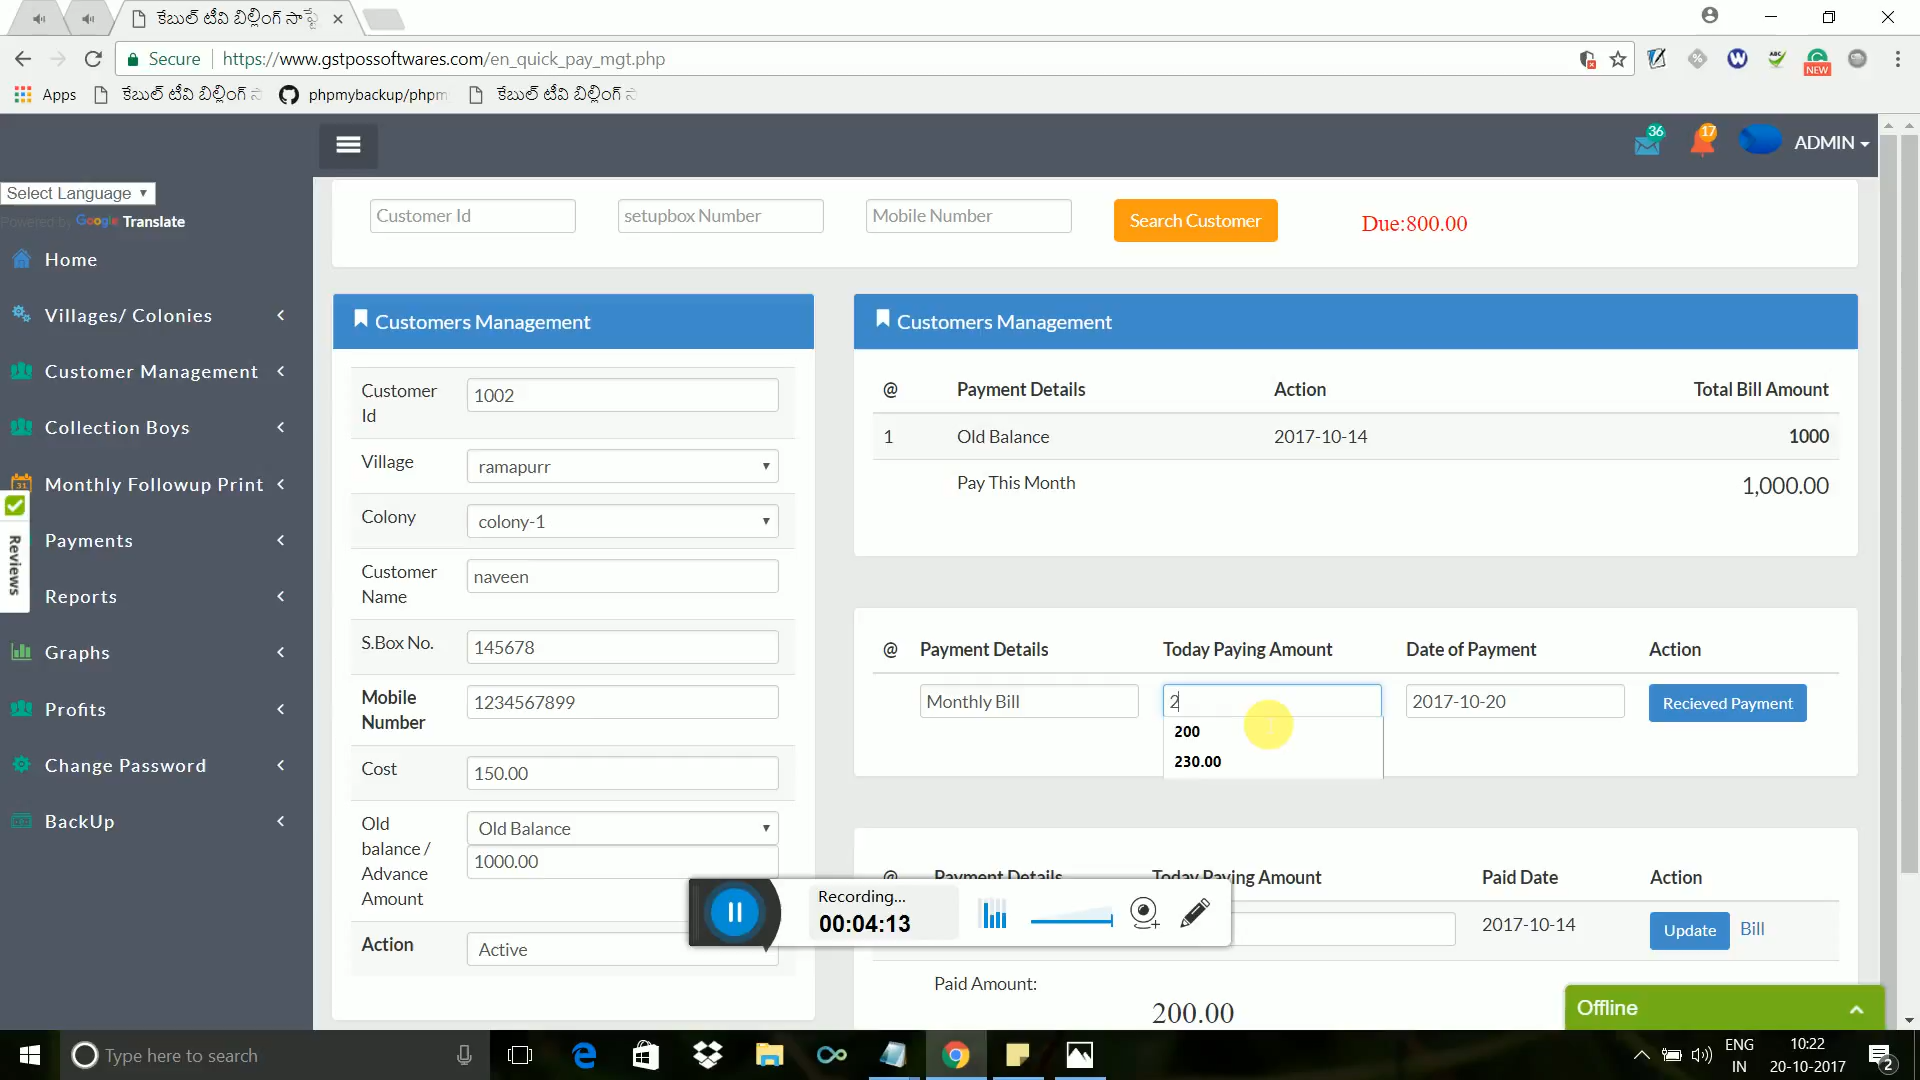 కేబుల్ టీవి బిల్లింగ్ సాఫ్ట్
Secure https://www.gstpossoftwares.com/en_quick_pay_mgt.php
NEW
Apps కేబుల్ టీవి బిల్లింగ్ phpmybackup/phpm కేబుల్ టీవి బిల్లింగ్
36 17 ADMIN
Select Language
Powered by Google Translate
Home
Villages/ Colonies
Customer Management
Collection Boys
Monthly Followup Print
Payments
Reports
Graphs
Profits
Change Password
BackUp
Reviews
Customer Id setupbox Number Mobile Number Search Customer Due:800.00
Customers Management
Customer Id 1002
Village ramapurr
Colony colony-1
Customer Name naveen
S.Box No. 145678
Mobile Number 1234567899
Cost 150.00
Old balance / Advance Amount Old Balance
1000.00
Action Active
Customers Management
@ Payment Details Action Total Bill Amount
1 Old Balance 2017-10-14 1000
Pay This Month 1,000.00
@ Payment Details Today Paying Amount Date of Payment Action
Monthly Bill 2 2017-10-20 Recieved Payment
200
230.00
@ Payment Details Today Paying Amount Paid Date Action
2017-10-14 Update Bill
Paid Amount:
200.00
Recording...
00:04:13
Offline
Type here to search
ENG
IN
10:22
20-10-2017
2